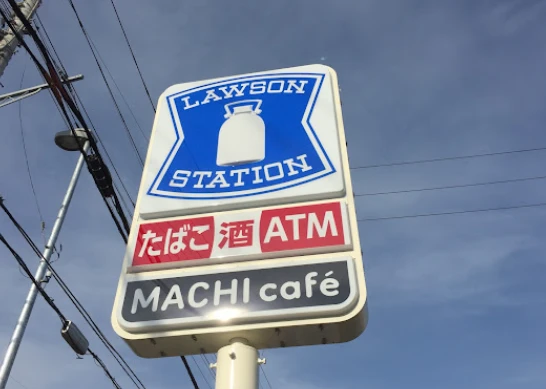 LAWSON
STATION
たばこ 酒 ATM
MACHI café